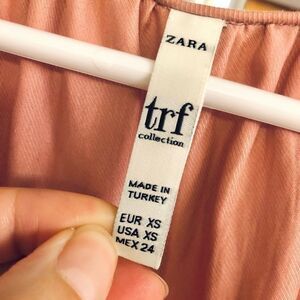 ZARA
trf
collection
MADE IN
TURKEY
EUR XS
USA XS
MEX 24